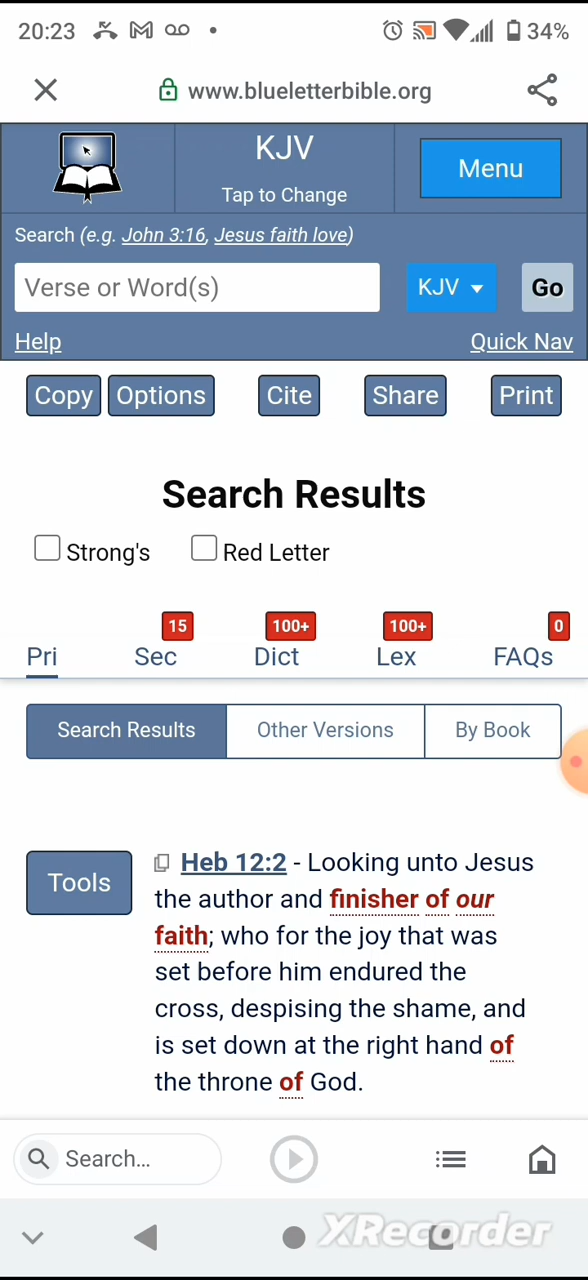 20:23
34%
www.blueletterbible.org
KJV
Tap to Change
Menu
Search (e.g. John 3:16, Jesus faith love)
Verse or Word(s)
KJV
Go
Help
Quick Nav
Copy
Options
Cite
Share
Print
Search Results
Strong's
Red Letter
15
100+
100+
0
Pri
Sec
Dict
Lex
FAQs
Search Results
Other Versions
By Book
Tools
Heb 12:2 - Looking unto Jesus
the author and finisher of our
faith; who for the joy that was
set before him endured the
cross, despising the shame, and
is set down at the right hand of
the throne of God.
Search...
XRecorder